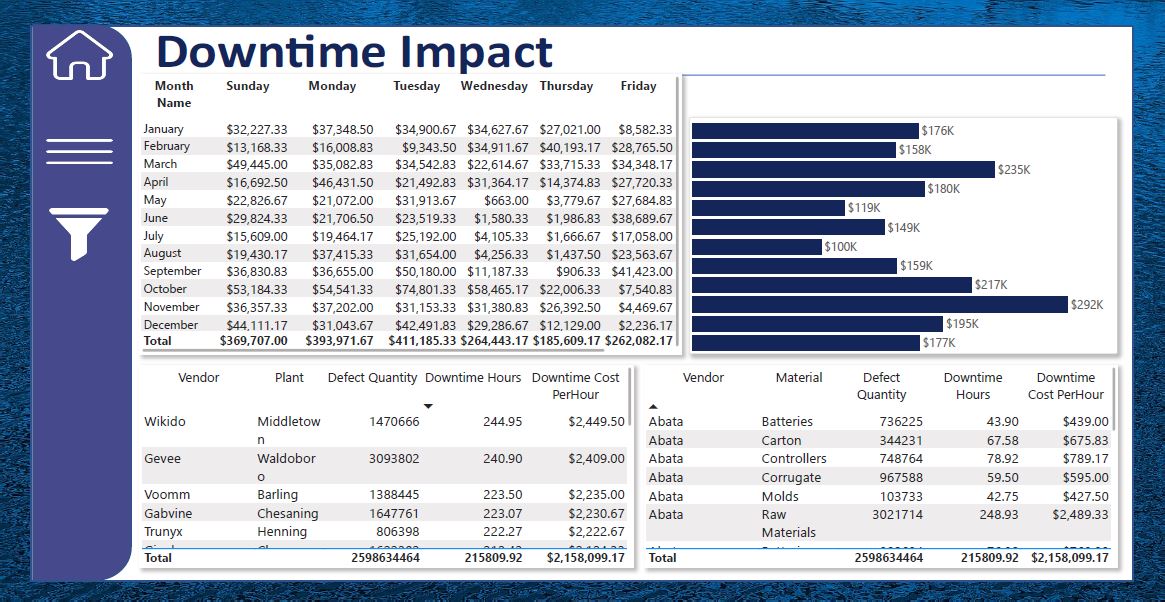 Downtime Impact
Month Name Sunday Monday Tuesday Wednesday Thursday Friday
January $32,227.33 $37,348.50 $34,900.67 $34,627.67 $27,021.00 $8,582.33
February $13,168.33 $16,008.83 $9,343.50 $34,911.67 $40,193.17 $28,765.50
March $49,445.00 $35,082.83 $34,542.83 $22,614.67 $33,715.33 $34,348.17
April $16,692.50 $46,431.50 $21,492.83 $31,364.17 $14,374.83 $27,720.33
May $22,826.67 $21,072.00 $31,913.67 $663.00 $3,779.67 $27,684.83
June $29,824.33 $21,706.50 $23,519.33 $1,580.33 $1,986.83 $38,689.67
July $15,609.00 $19,464.17 $25,192.00 $4,105.33 $1,666.67 $17,058.00
August $19,430.17 $37,415.33 $31,654.00 $4,256.33 $1,437.50 $23,563.67
September $36,830.83 $36,655.00 $50,180.00 $11,187.33 $906.33 $41,423.00
October $53,184.33 $54,541.33 $74,801.33 $58,465.17 $22,006.33 $7,540.83
November $36,357.33 $37,202.00 $31,153.33 $31,380.83 $26,392.50 $4,469.67
December $44,111.17 $31,043.67 $42,491.83 $29,286.67 $12,129.00 $2,236.17
Total $369,707.00 $393,971.67 $411,185.33 $264,443.17 $185,609.17 $262,082.17
$176K
$158K
$235K
$180K
$119K
$149K
$100K
$159K
$217K
$292K
$195K
$177K
Vendor Plant Defect Quantity Downtime Hours Downtime Cost
PerHour
Wikido Middletow 1470666 244.95 $2,449.50
n
Gevee Waldobor 3093802 240.90 $2,409.00
o
Voomm Barling 1388445 223.50 $2,235.00
Gabvine Chesaning 1647761 223.07 $2,230.67
Trunyx Henning 806398 222.27 $2,222.67
Total 2598634464 215809.92 $2,158,099.17
Vendor Material Defect Downtime Downtime
Quantity Hours Cost PerHour
Abata Batteries 736225 43.90 $439.00
Abata Carton 344231 67.58 $675.83
Abata Controllers 748764 78.92 $789.17
Abata Corrugate 967588 59.50 $595.00
Abata Molds 103733 42.75 $427.50
Abata Raw 3021714 248.93 $2,489.33
Materials
Total 2598634464 215809.92 $2,158,099.17